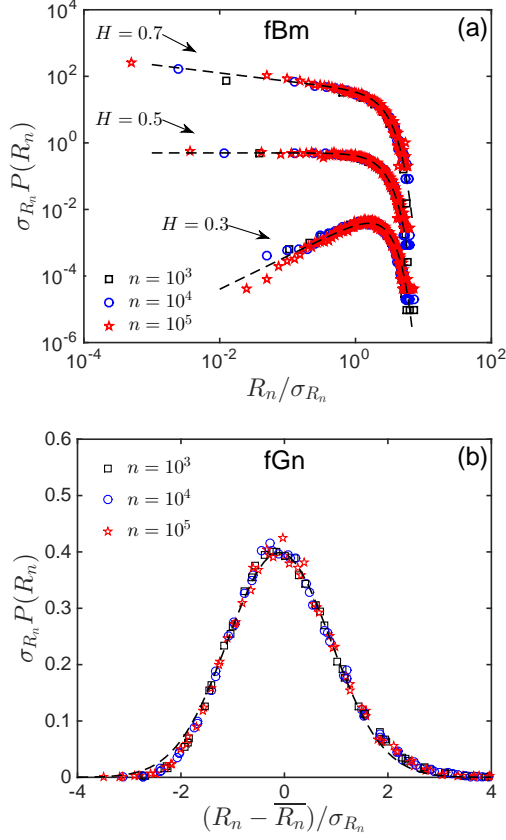 fBm
(a)
10^6
10^4
10^2
10^0
10^-2
10^-4
10^-6
σ_{R_n} P(R_n)
H = 0.7
H = 0.5
H = 0.3
n = 10^3
n = 10^4
n = 10^5
10^-4
10^-2
10^0
10^2
R_n/σ_{R_n}
fGn
(b)
0.6
0.5
0.4
0.3
0.2
0.1
0
σ_{R_n} P(R_n)
n = 10^3
n = 10^4
n = 10^5
-4
-2
0
2
4
(R_n − \overline{R_n})/σ_{R_n}